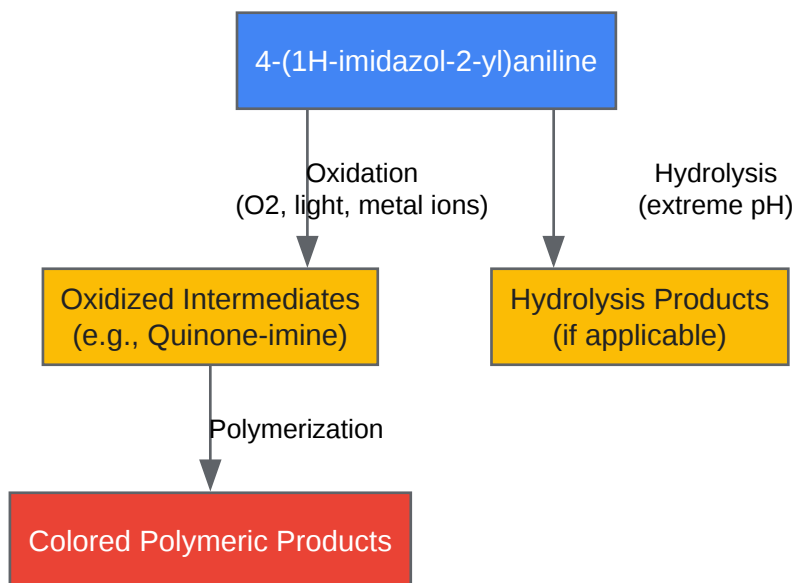 4-(1H-imidazol-2-yl)aniline
Oxidation
(O2, light, metal ions)
Hydrolysis
(extreme pH)
Oxidized Intermediates
(e.g., Quinone-imine)
Hydrolysis Products
(if applicable)
Polymerization
Colored Polymeric Products